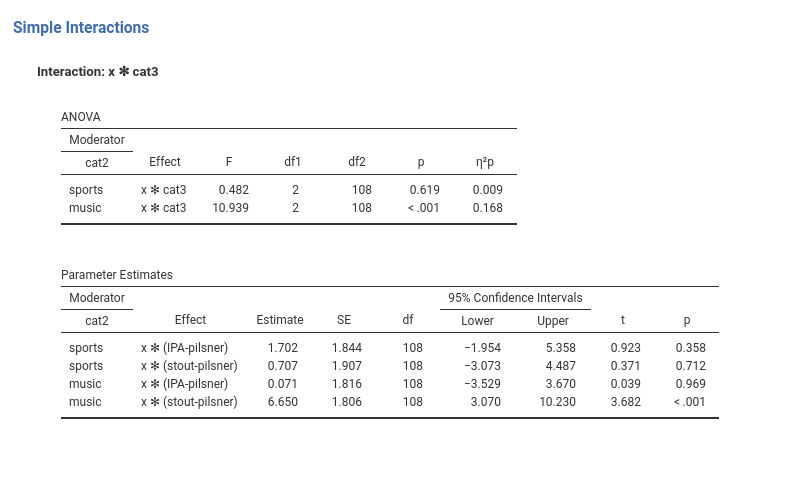 Simple Interactions
Interaction: x ✻ cat3
ANOVA
Moderator
cat2 Effect F df1 df2 p η²p
sports x ✻ cat3 0.482 2 108 0.619 0.009
music x ✻ cat3 10.939 2 108 < .001 0.168
Parameter Estimates
Moderator 95% Confidence Intervals
cat2 Effect Estimate SE df Lower Upper t p
sports x ✻ (IPA-pilsner) 1.702 1.844 108 −1.954 5.358 0.923 0.358
sports x ✻ (stout-pilsner) 0.707 1.907 108 −3.073 4.487 0.371 0.712
music x ✻ (IPA-pilsner) 0.071 1.816 108 −3.529 3.670 0.039 0.969
music x ✻ (stout-pilsner) 6.650 1.806 108 3.070 10.230 3.682 < .001